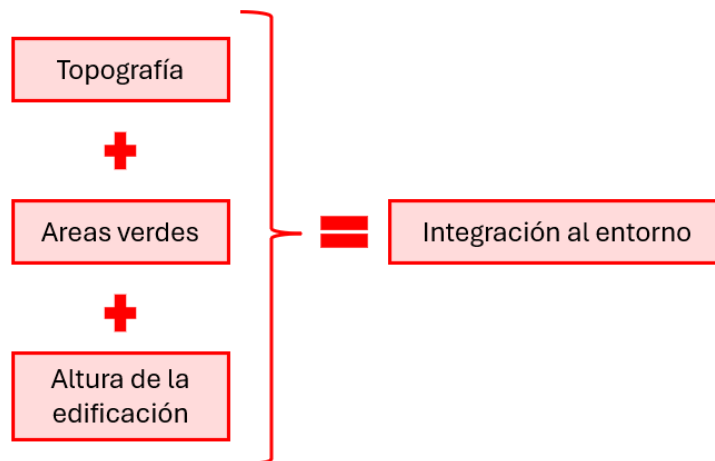 Topografía
Areas verdes
Integración al entorno
Altura de la
edificación